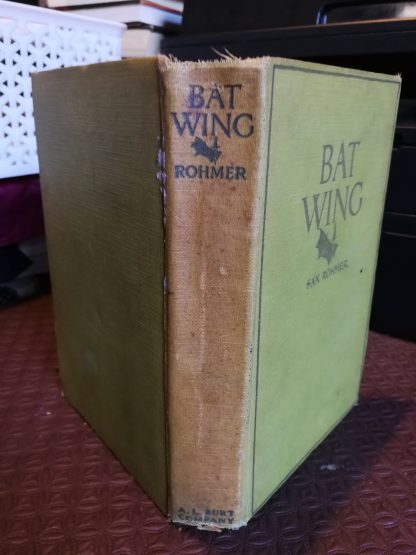 BAT
WING
ROHMER
A. L. BURT
COMPANY
BAT
WING
SAX ROHMER